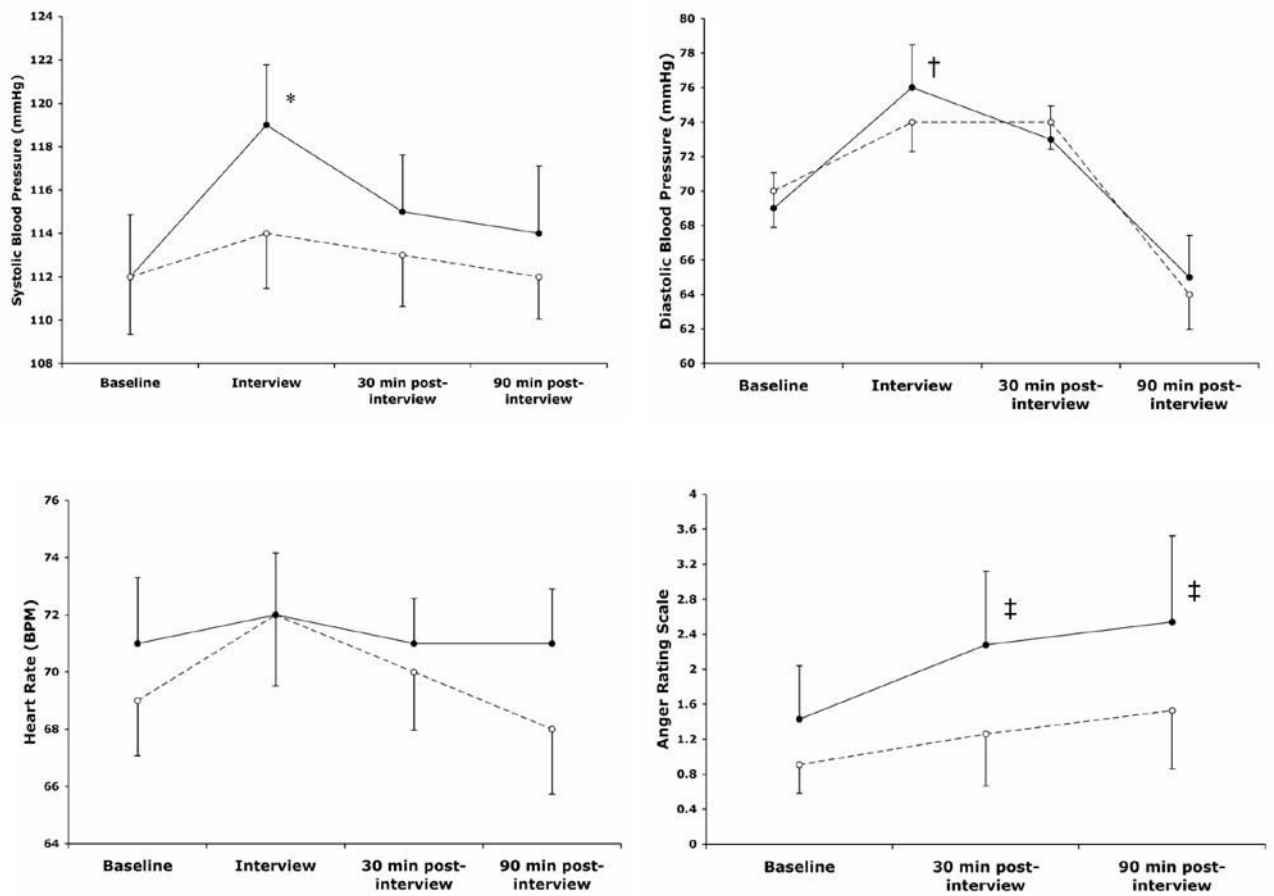 Systolic Blood Pressure (mmHg)
124
122
120
118
116
114
112
110
108
*
Baseline
Interview
30 min post-
interview
90 min post-
interview
Diastolic Blood Pressure (mmHg)
80
78
76
74
72
70
68
66
64
62
60
†
Baseline
Interview
30 min post-
interview
90 min post-
interview
Heart Rate (BPM)
76
74
72
70
68
66
64
Baseline
Interview
30 min post-
interview
90 min post-
interview
Anger Rating Scale
4
3.6
3.2
2.8
2.4
2
1.6
1.2
0.8
0.4
0
‡
‡
Baseline
30 min post-
interview
90 min post-
interview